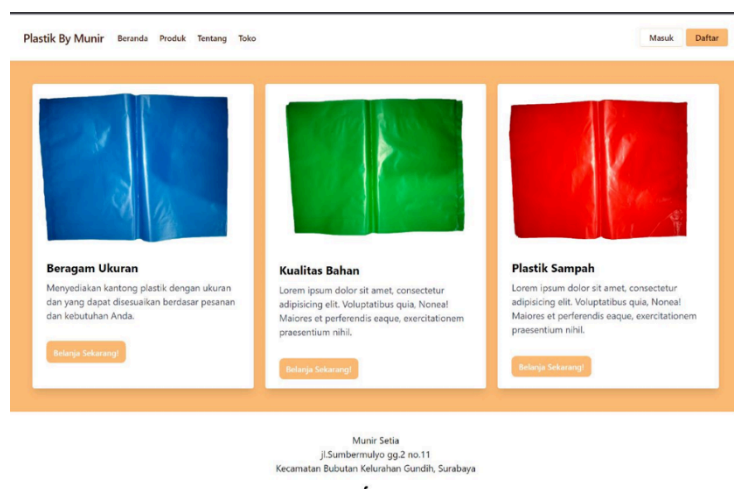 Plastik By Munir Beranda Produk Tentang Toko Masuk Daftar
Beragam Ukuran
Menyediakan kantong plastik dengan ukuran
dan yang dapat disesuaikan berdasar pesanan
dan kebutuhan Anda.
Belanja Sekarang!
Kualitas Bahan
Lorem ipsum dolor sit amet, consectetur
adipisicing elit. Voluptatibus quia, Nonea!
Maiores et perferendis eaque, exercitationem
praesentium nihil.
Belanja Sekarang!
Plastik Sampah
Lorem ipsum dolor sit amet, consectetur
adipisicing elit. Voluptatibus quia, Nonea!
Maiores et perferendis eaque, exercitationem
praesentium nihil.
Belanja Sekarang!
Munir Setia
jl.Sumbermulyo gg.2 no.11
Kecamatan Bubutan Kelurahan Gundih, Surabaya